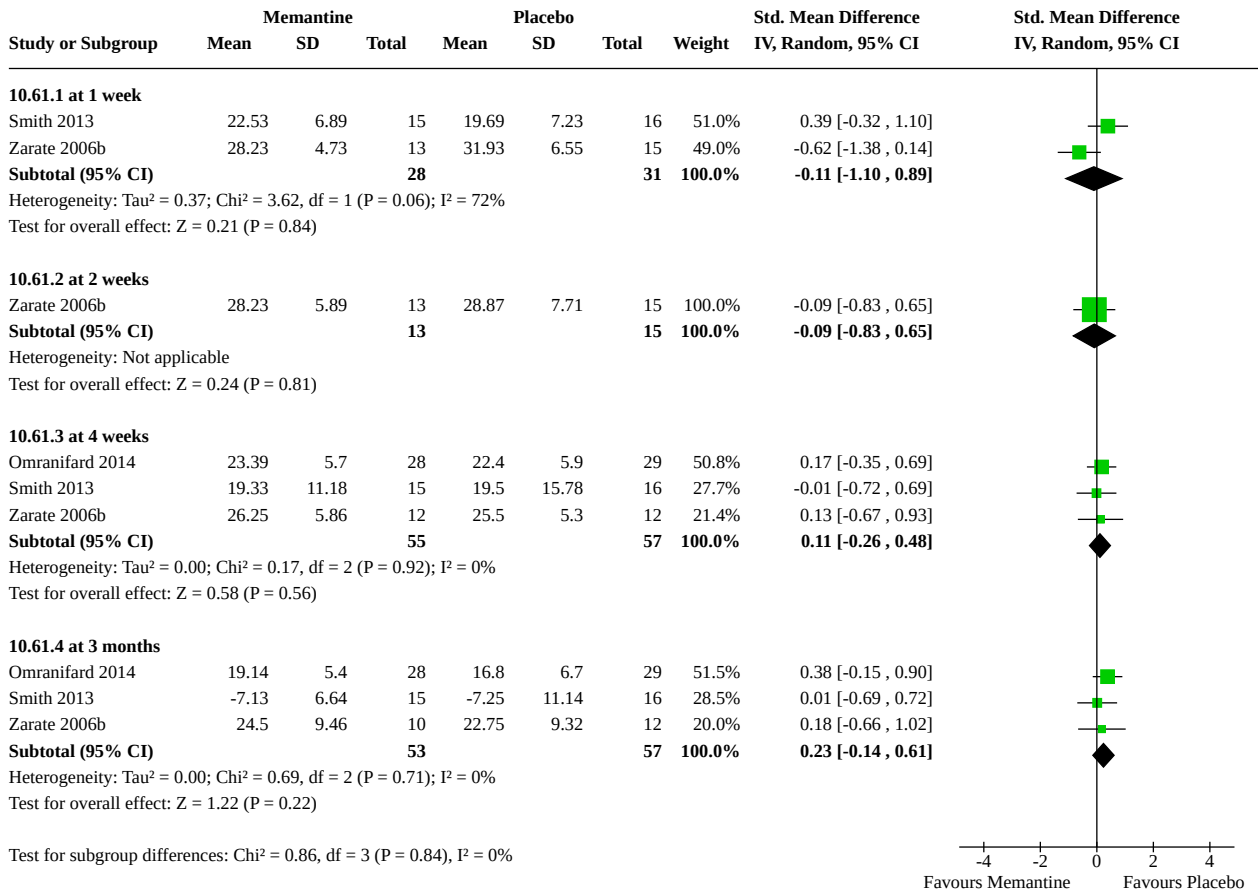 Memantine Placebo Std. Mean Difference Std. Mean Difference
Study or Subgroup Mean SD Total Mean SD Total Weight IV, Random, 95% CI IV, Random, 95% CI
10.61.1 at 1 week
Smith 2013 22.53 6.89 15 19.69 7.23 16 51.0% 0.39 [-0.32 , 1.10]
Zarate 2006b 28.23 4.73 13 31.93 6.55 15 49.0% -0.62 [-1.38 , 0.14]
Subtotal (95% CI) 28 31 100.0% -0.11 [-1.10 , 0.89]
Heterogeneity: Tau² = 0.37; Chi² = 3.62, df = 1 (P = 0.06); I² = 72%
Test for overall effect: Z = 0.21 (P = 0.84)
10.61.2 at 2 weeks
Zarate 2006b 28.23 5.89 13 28.87 7.71 15 100.0% -0.09 [-0.83 , 0.65]
Subtotal (95% CI) 13 15 100.0% -0.09 [-0.83 , 0.65]
Heterogeneity: Not applicable
Test for overall effect: Z = 0.24 (P = 0.81)
10.61.3 at 4 weeks
Omranifard 2014 23.39 5.7 28 22.4 5.9 29 50.8% 0.17 [-0.35 , 0.69]
Smith 2013 19.33 11.18 15 19.5 15.78 16 27.7% -0.01 [-0.72 , 0.69]
Zarate 2006b 26.25 5.86 12 25.5 5.3 12 21.4% 0.13 [-0.67 , 0.93]
Subtotal (95% CI) 55 57 100.0% 0.11 [-0.26 , 0.48]
Heterogeneity: Tau² = 0.00; Chi² = 0.17, df = 2 (P = 0.92); I² = 0%
Test for overall effect: Z = 0.58 (P = 0.56)
10.61.4 at 3 months
Omranifard 2014 19.14 5.4 28 16.8 6.7 29 51.5% 0.38 [-0.15 , 0.90]
Smith 2013 -7.13 6.64 15 -7.25 11.14 16 28.5% 0.01 [-0.69 , 0.72]
Zarate 2006b 24.5 9.46 10 22.75 9.32 12 20.0% 0.18 [-0.66 , 1.02]
Subtotal (95% CI) 53 57 100.0% 0.23 [-0.14 , 0.61]
Heterogeneity: Tau² = 0.00; Chi² = 0.69, df = 2 (P = 0.71); I² = 0%
Test for overall effect: Z = 1.22 (P = 0.22)
Test for subgroup differences: Chi² = 0.86, df = 3 (P = 0.84), I² = 0%
-4 -2 0 2 4
Favours Memantine Favours Placebo